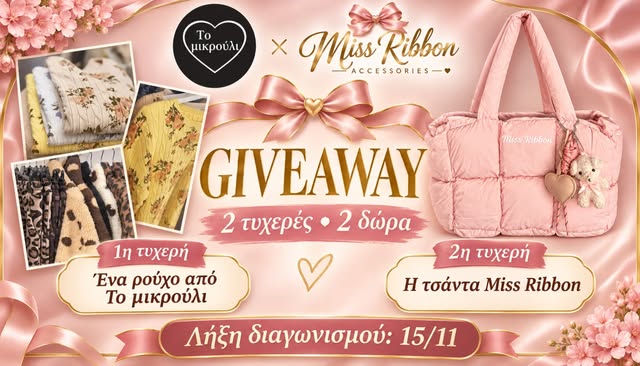 Το
μικρούλι
×
Miss Ribbon
ACCESSORIES
GIVEAWAY
2 τυχερές • 2 δώρα
Miss Ribbon
1η τυχερή
Ένα ρούχο από
Το μικρούλι
2η τυχερή
Η τσάντα Miss Ribbon
Λήξη διαγωνισμού: 15/11